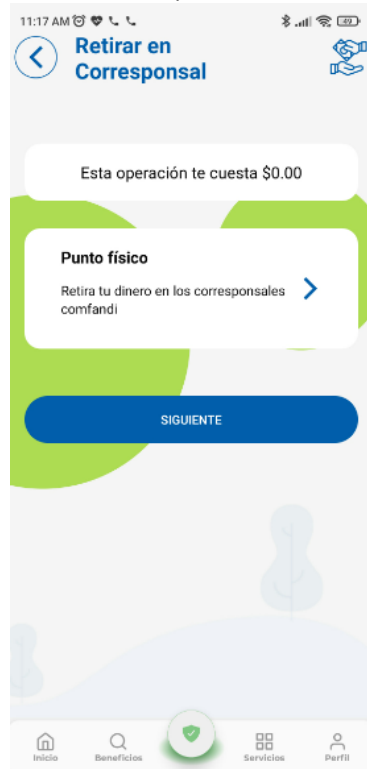 11:17 AM
49
Retirar en
Corresponsal
Esta operación te cuesta $0.00
Punto físico
Retira tu dinero en los corresponsales
comfandi
SIGUIENTE
Inicio
Beneficios
Servicios
Perfil